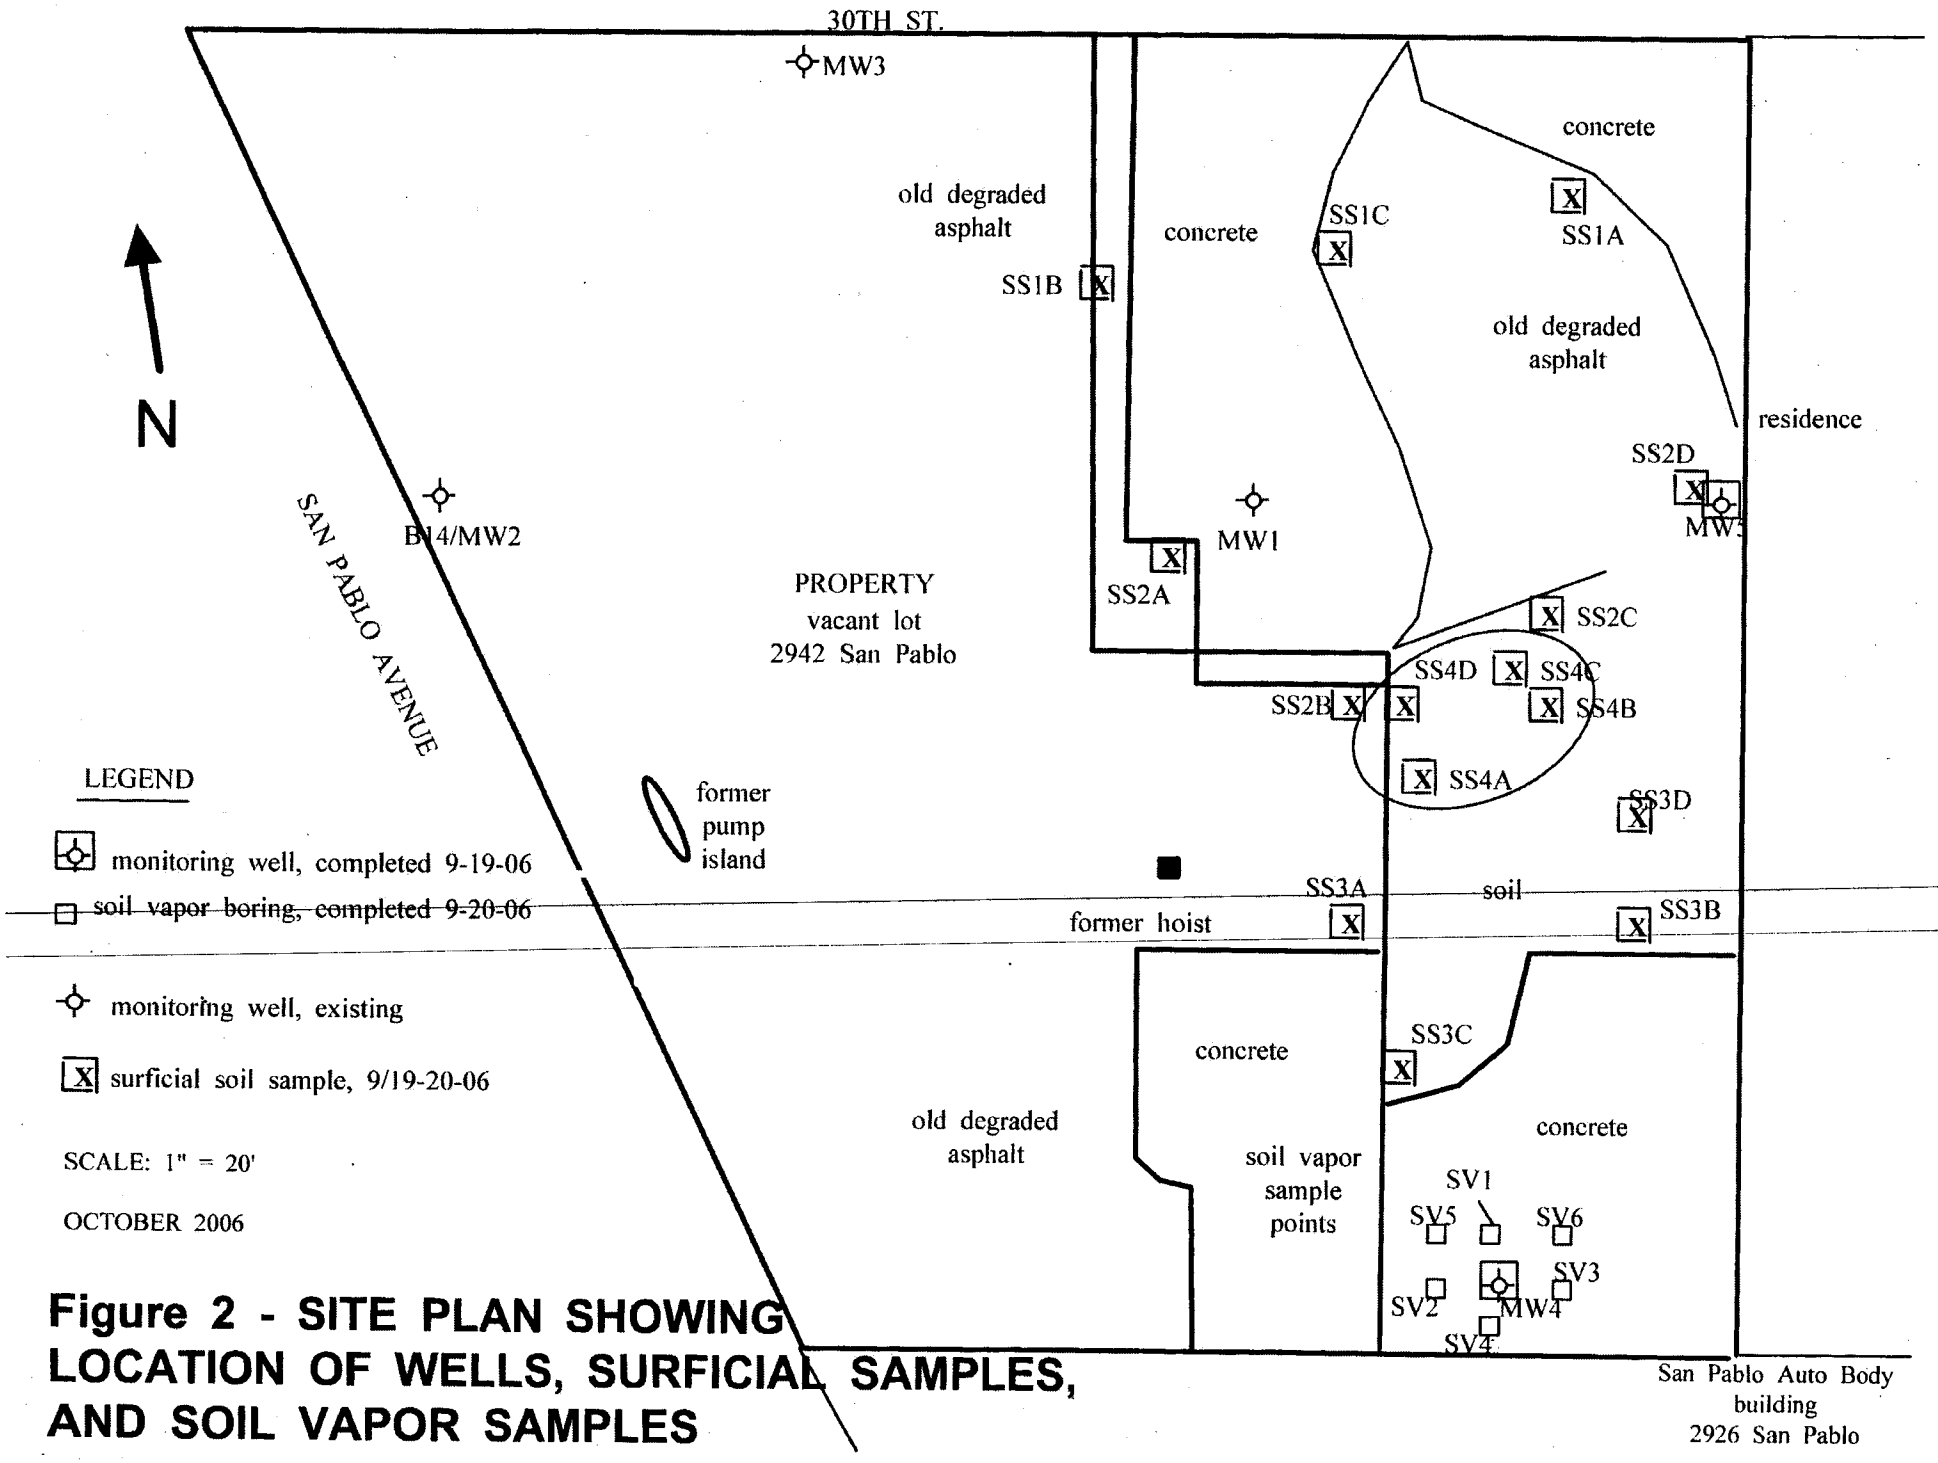 30TH ST.
MW3
concrete
old degraded
asphalt
SS1C
SS1A
concrete
SS1B
old degraded
asphalt
N
residence
SS2D
MW5
B14/MW2
SAN PABLO AVENUE
MW1
PROPERTY
vacant lot
2942 San Pablo
SS2A
SS2C
SS4D
SS4C
SS2B
SS4B
SS4A
LEGEND
former
pump
island
SS3D
monitoring well, completed 9-19-06
soil vapor boring, completed 9-20-06
SS3A
soil
former hoist
SS3B
monitoring well, existing
X surficial soil sample, 9/19-20-06
concrete
SS3C
old degraded
asphalt
concrete
SCALE: 1" = 20'
OCTOBER 2006
soil vapor
sample
points
SV1
SV5
SV6
SV3
SV2
MW4
SV4
Figure 2 - SITE PLAN SHOWING
LOCATION OF WELLS, SURFICIAL SAMPLES,
AND SOIL VAPOR SAMPLES
San Pablo Auto Body
building
2926 San Pablo